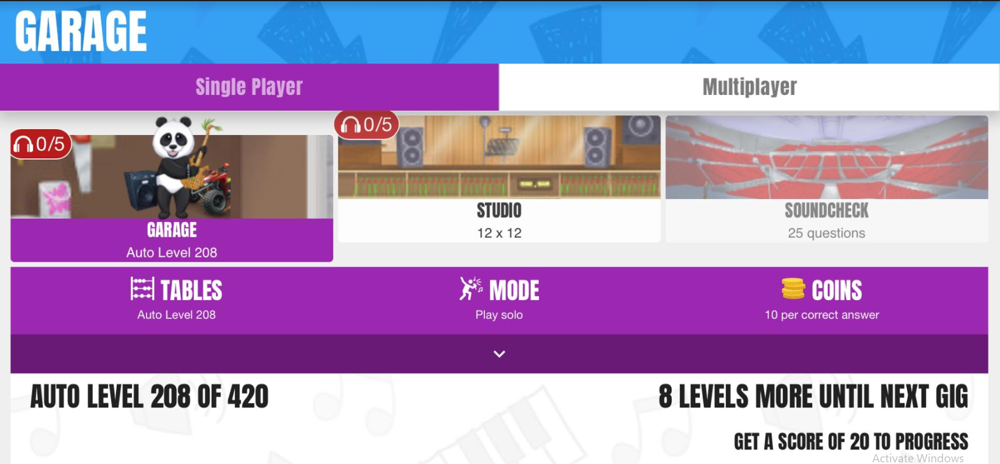 GARAGE
Single Player
Multiplayer
0/5
0/5
GARAGE
Auto Level 208
STUDIO
12 x 12
SOUNDCHECK
25 questions
TABLES
Auto Level 208
MODE
Play solo
COINS
10 per correct answer
AUTO LEVEL 208 OF 420
8 LEVELS MORE UNTIL NEXT GIG
GET A SCORE OF 20 TO PROGRESS
Activate Windows